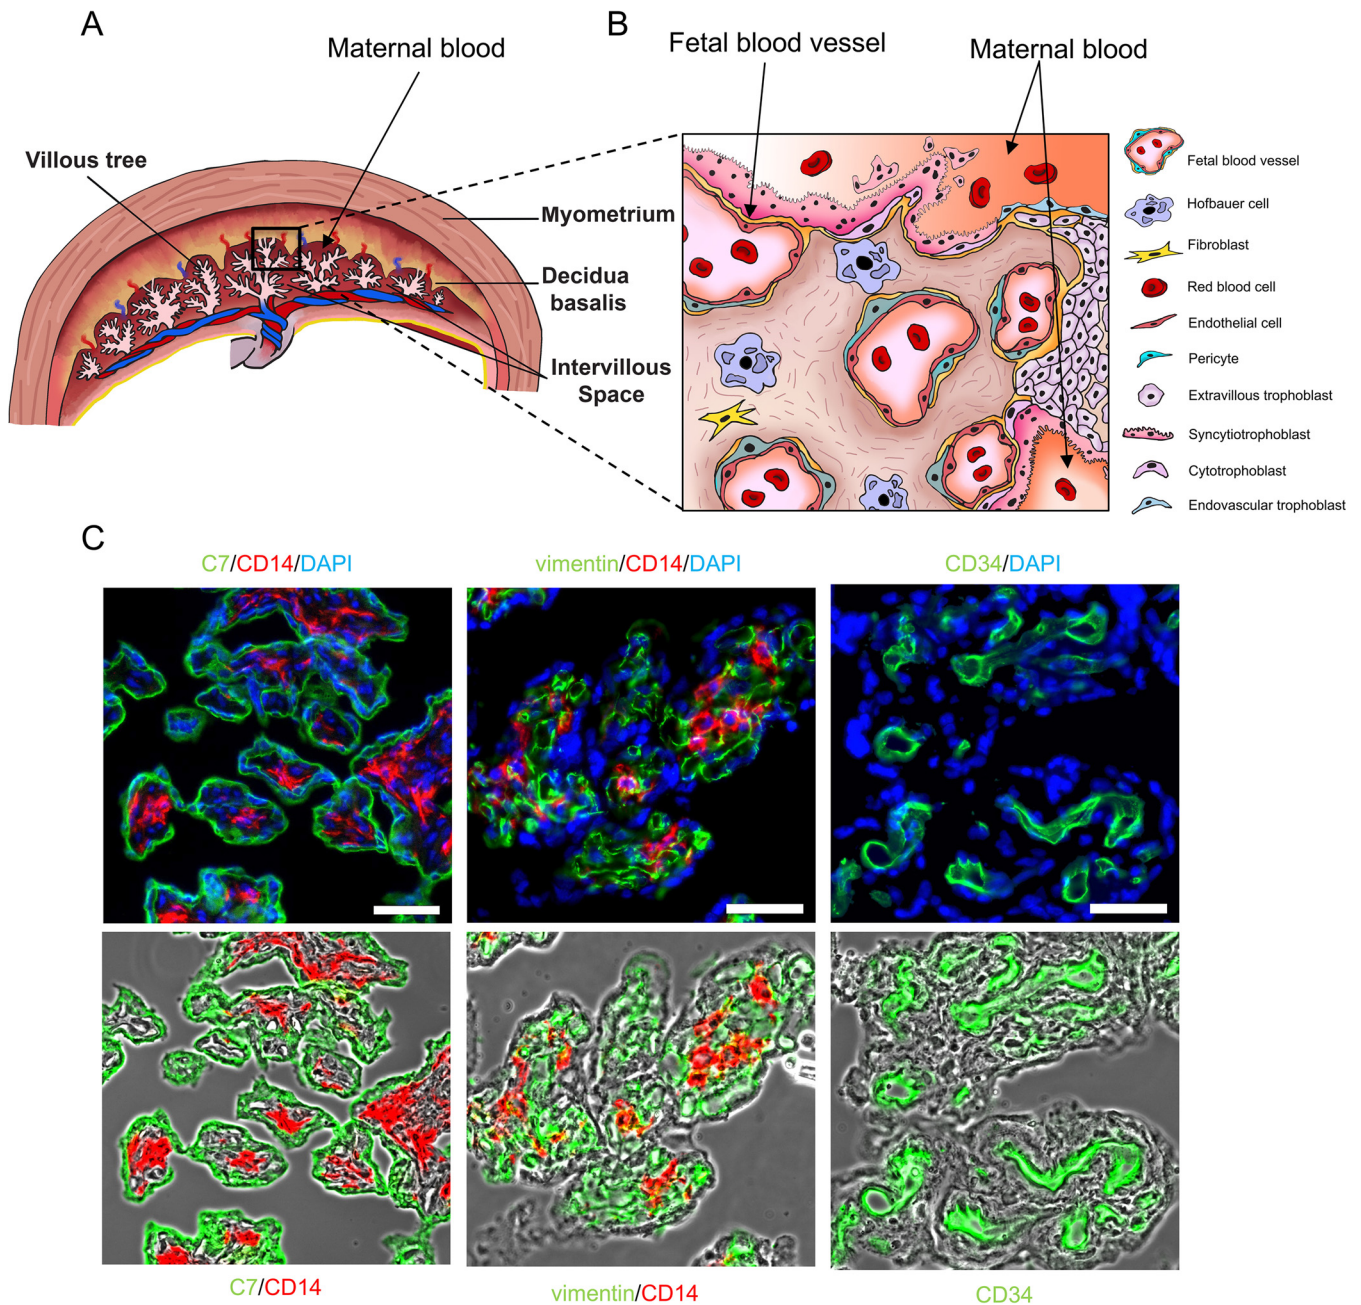 A
Maternal blood
Villous tree
Myometrium
Decidua
basalis
Intervillous
Space
B
Fetal blood vessel
Maternal blood
Fetal blood vessel
Hofbauer cell
Fibroblast
Red blood cell
Endothelial cell
Pericyte
Extravillous trophoblast
Syncytiotrophoblast
Cytotrophoblast
Endovascular trophoblast
C
C7/CD14/DAPI
vimentin/CD14/DAPI
CD34/DAPI
C7/CD14
vimentin/CD14
CD34